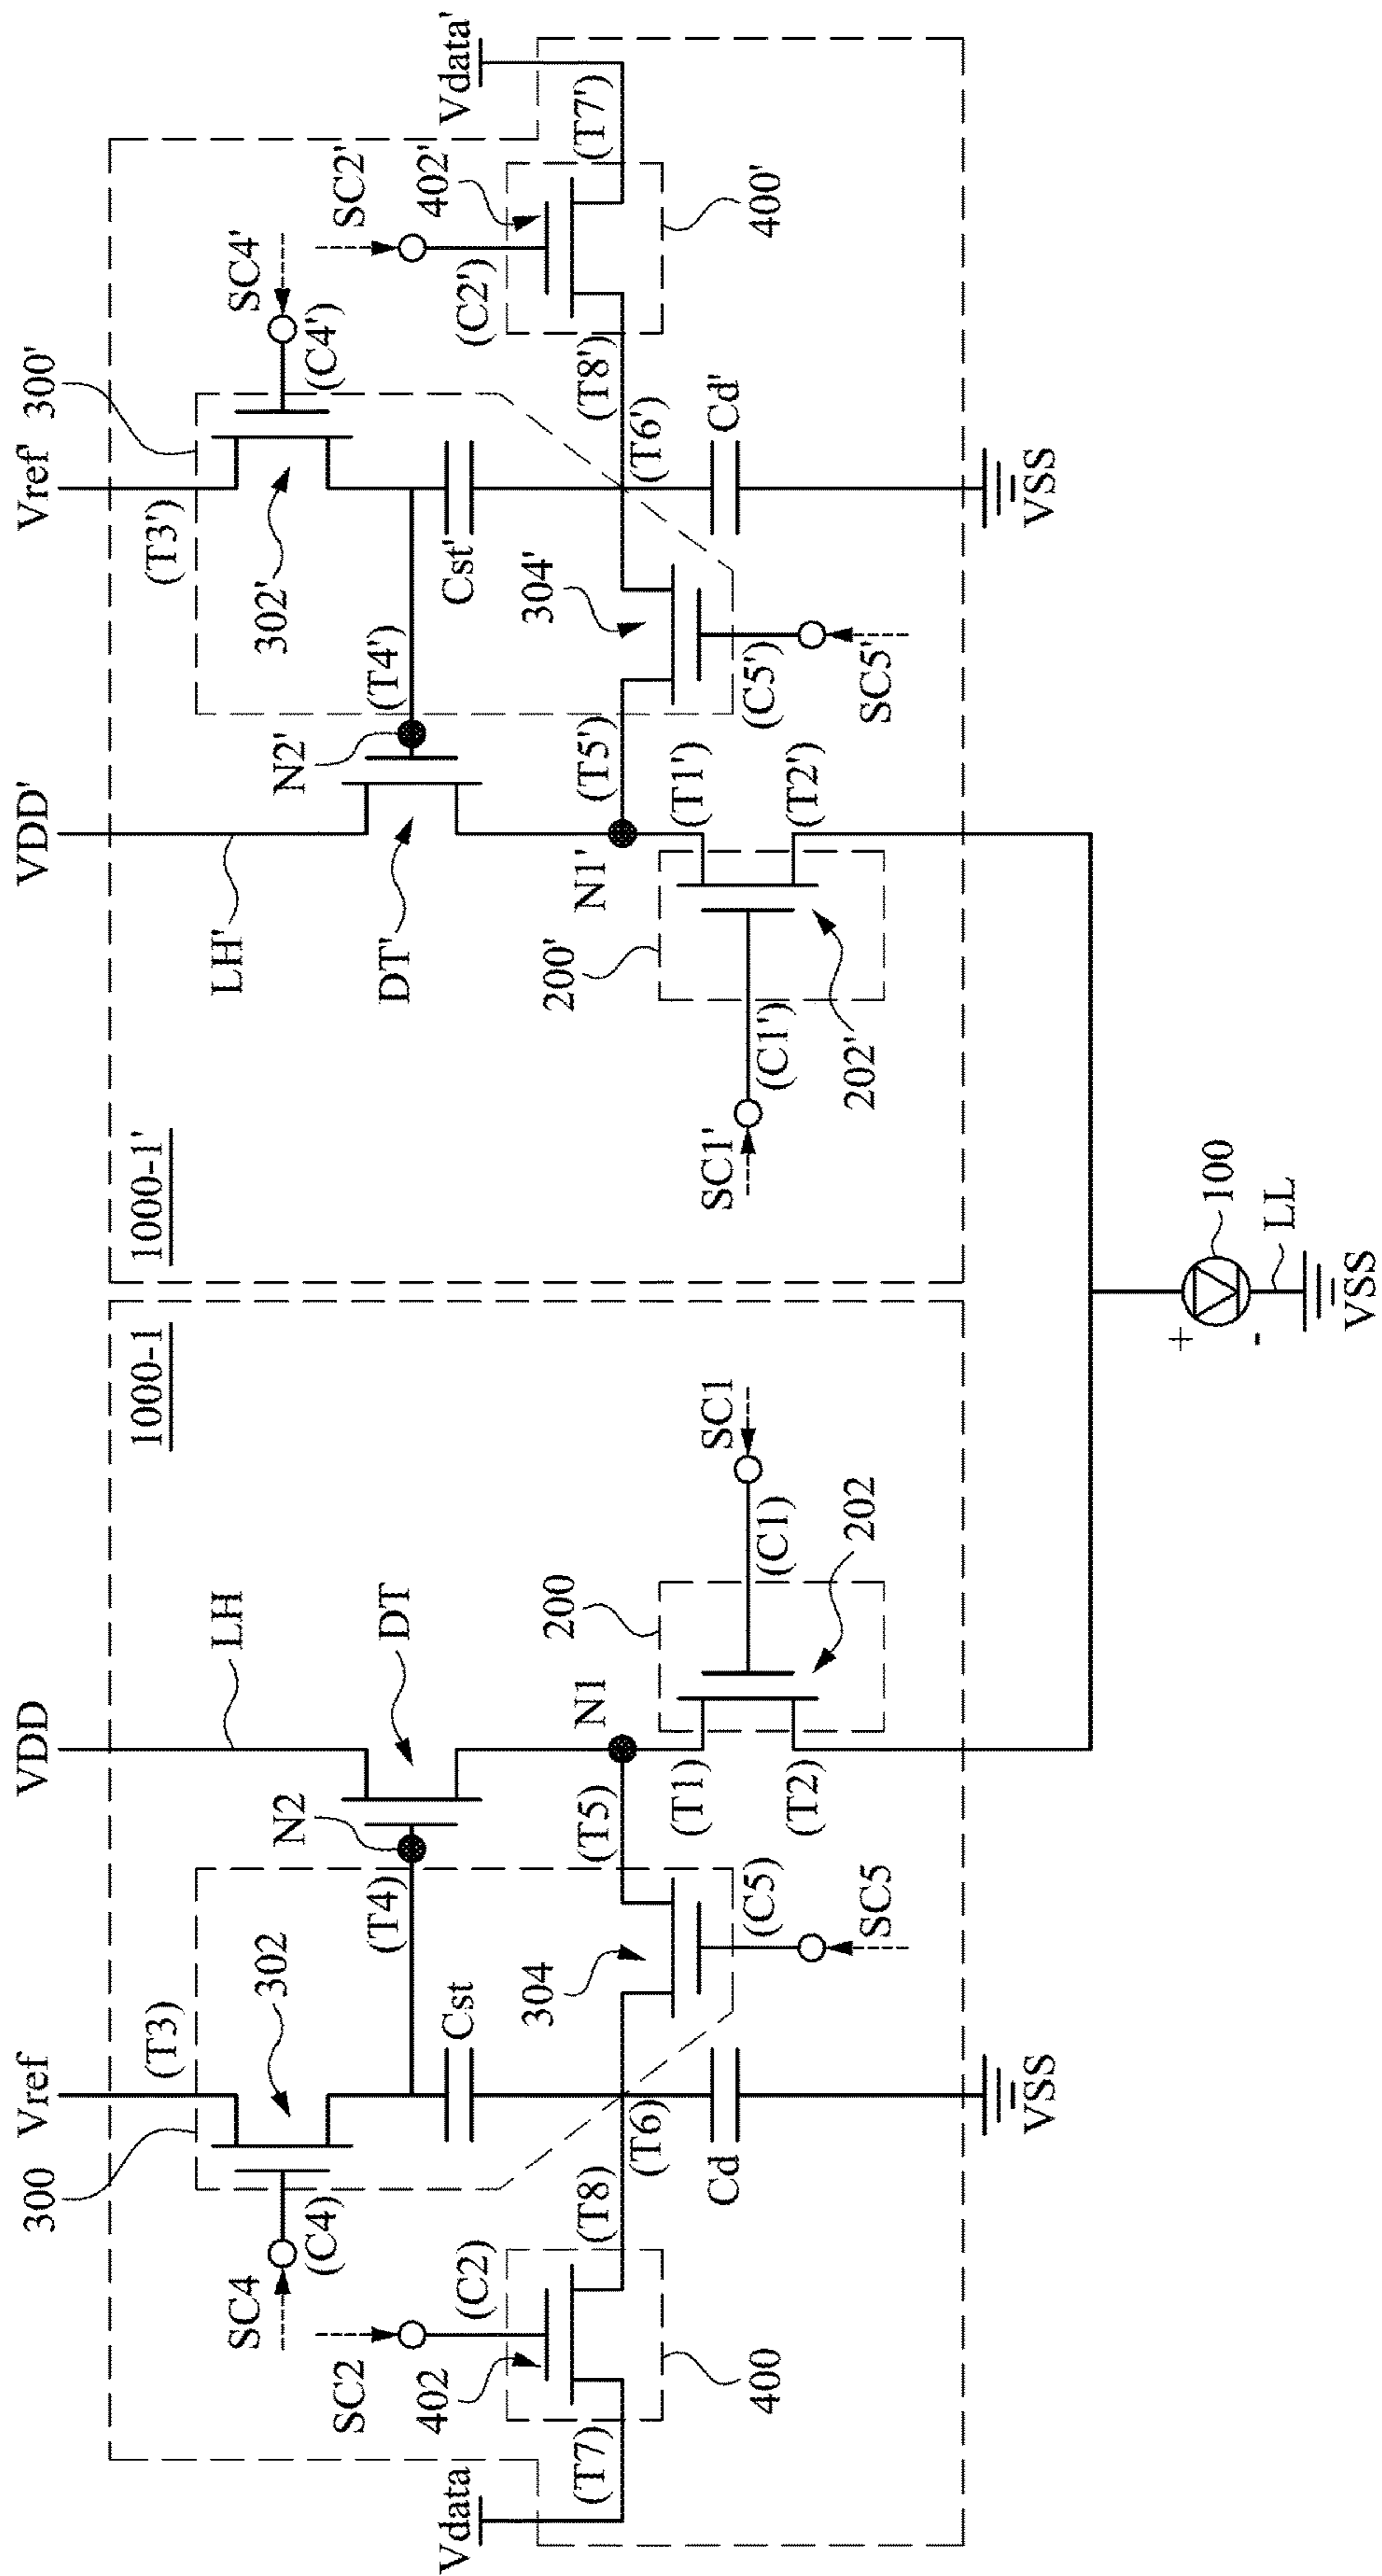 Vref
VDD
VDD'
Vref
300
(T3)
LH
LH'
(T3')
300'
1000-1
1000-1'
SC4
(C4)
302
N2
DT
DT'
N2'
302'
(C4')
SC4'
Vdata
SC2
402
(C2)
(T4)
(T4')
(C2')
SC2'
402'
Vdata'
Cst
Cst'
(T7)
(T8)
304
(T5)
N1
200
200'
N1'
(T5')
304'
(T8')
(T7')
(T6)
(T1)
SC1
SC1'
(T1')
(T6')
400
Cd
(C5)
(C1)
(C1')
(C5')
Cd'
400'
(T2)
202
202'
(T2')
SC5
SC5'
VSS
VSS
+
100
-
LL
VSS